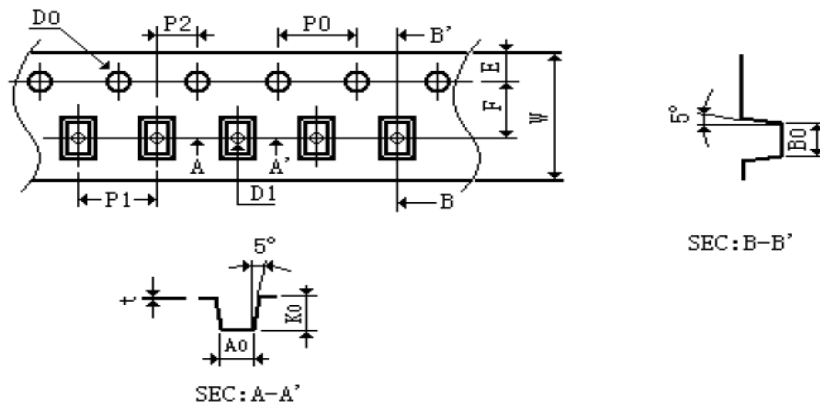 D0
P2
P0
B'
E
F
W
A
A'
D1
P1
B
5°
B0
SEC:B-B'
5°
t
K0
A0
SEC:A-A'